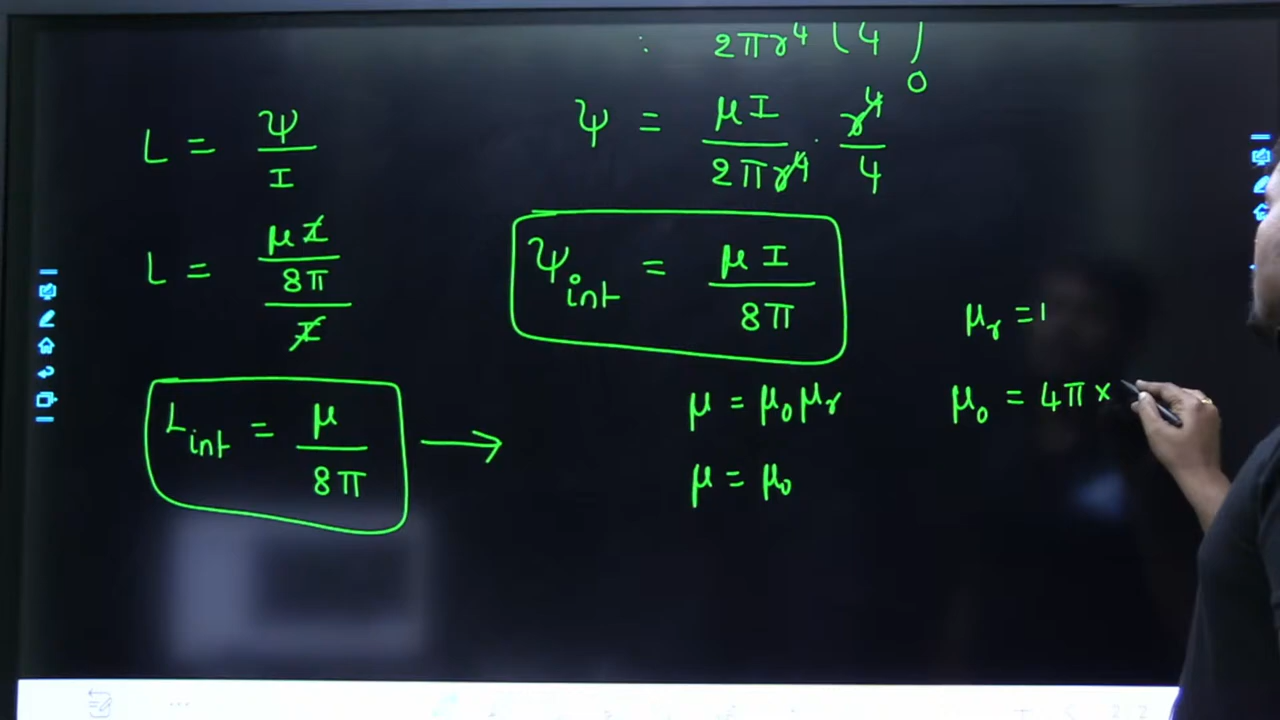 : 2πr⁴ ( 4 )₀
L = Ψ / I
Ψ = μI / 2πr⁴ · r⁴ / 4
L = μI / 8π / I
Ψint = μI / 8π
μr = 1
Lint = μ / 8π →
μ = μ₀μr
μ₀ = 4π ×
μ = μ₀